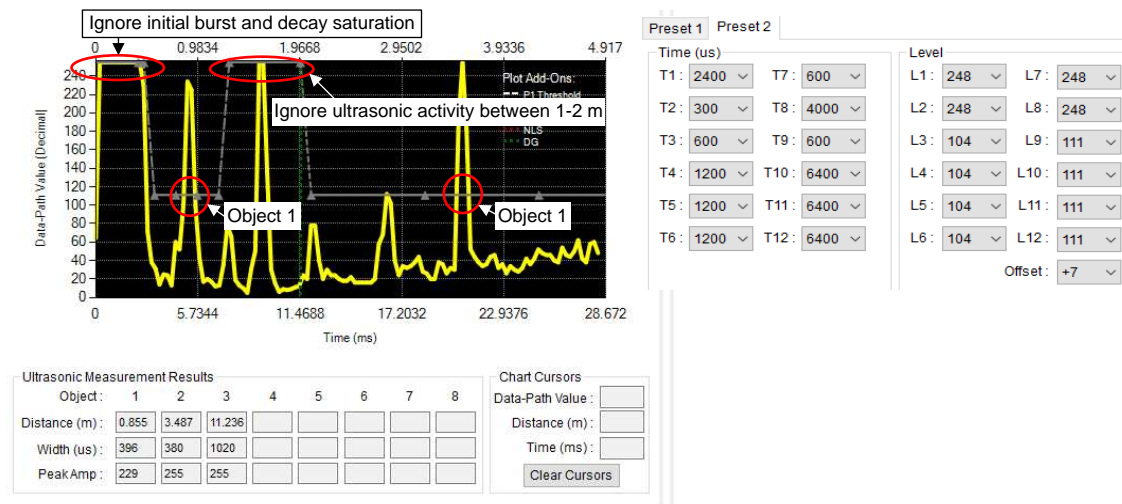 Ignore initial burst and decay saturation
0 0.9834 1.9668 2.9502 3.9336 4.917
240
220
200
180
160
140
120
100
80
60
40
20
0
Data-Path Value (Decimal)
Plot Add-Ons:
P1 Threshold
Ignore ultrasonic activity between 1-2 m
NLS
DG
Object 1
Object 1
0 5.7344 11.4688 17.2032 22.9376 28.672
Time (ms)
Preset 1 Preset 2
Time (us)
T1: 2400 T7: 600
T2: 300 T8: 4000
T3: 600 T9: 600
T4: 1200 T10: 6400
T5: 1200 T11: 6400
T6: 1200 T12: 6400
Level
L1: 248 L7: 248
L2: 248 L8: 248
L3: 104 L9: 111
L4: 104 L10: 111
L5: 104 L11: 111
L6: 104 L12: 111
Offset: +7
Ultrasonic Measurement Results
Object: 1 2 3 4 5 6 7 8
Distance (m): 0.855 3.487 11.236
Width (us): 396 380 1020
PeakAmp: 229 255 255
Chart Cursors
Data-Path Value:
Distance (m):
Time (ms):
Clear Cursors